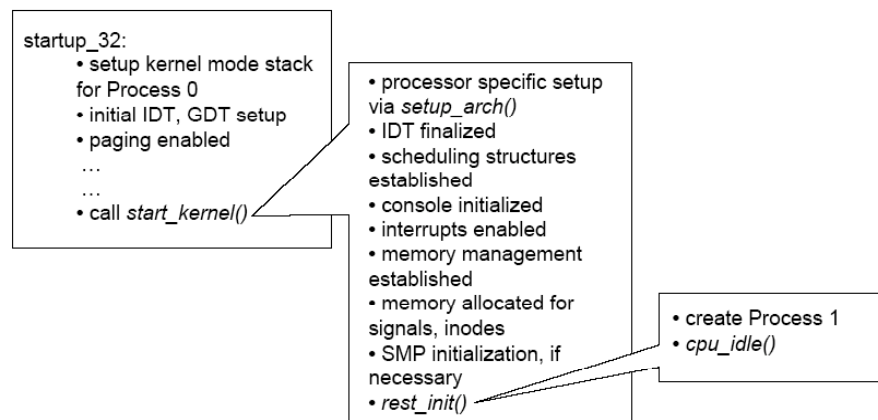 startup_32:
• setup kernel mode stack
for Process 0
• initial IDT, GDT setup
• paging enabled
...
...
• call start_kernel()
• processor specific setup
via setup_arch()
• IDT finalized
• scheduling structures
established
• console initialized
• interrupts enabled
• memory management
established
• memory allocated for
signals, inodes
• SMP initialization, if
necessary
• rest_init()
• create Process 1
• cpu_idle()